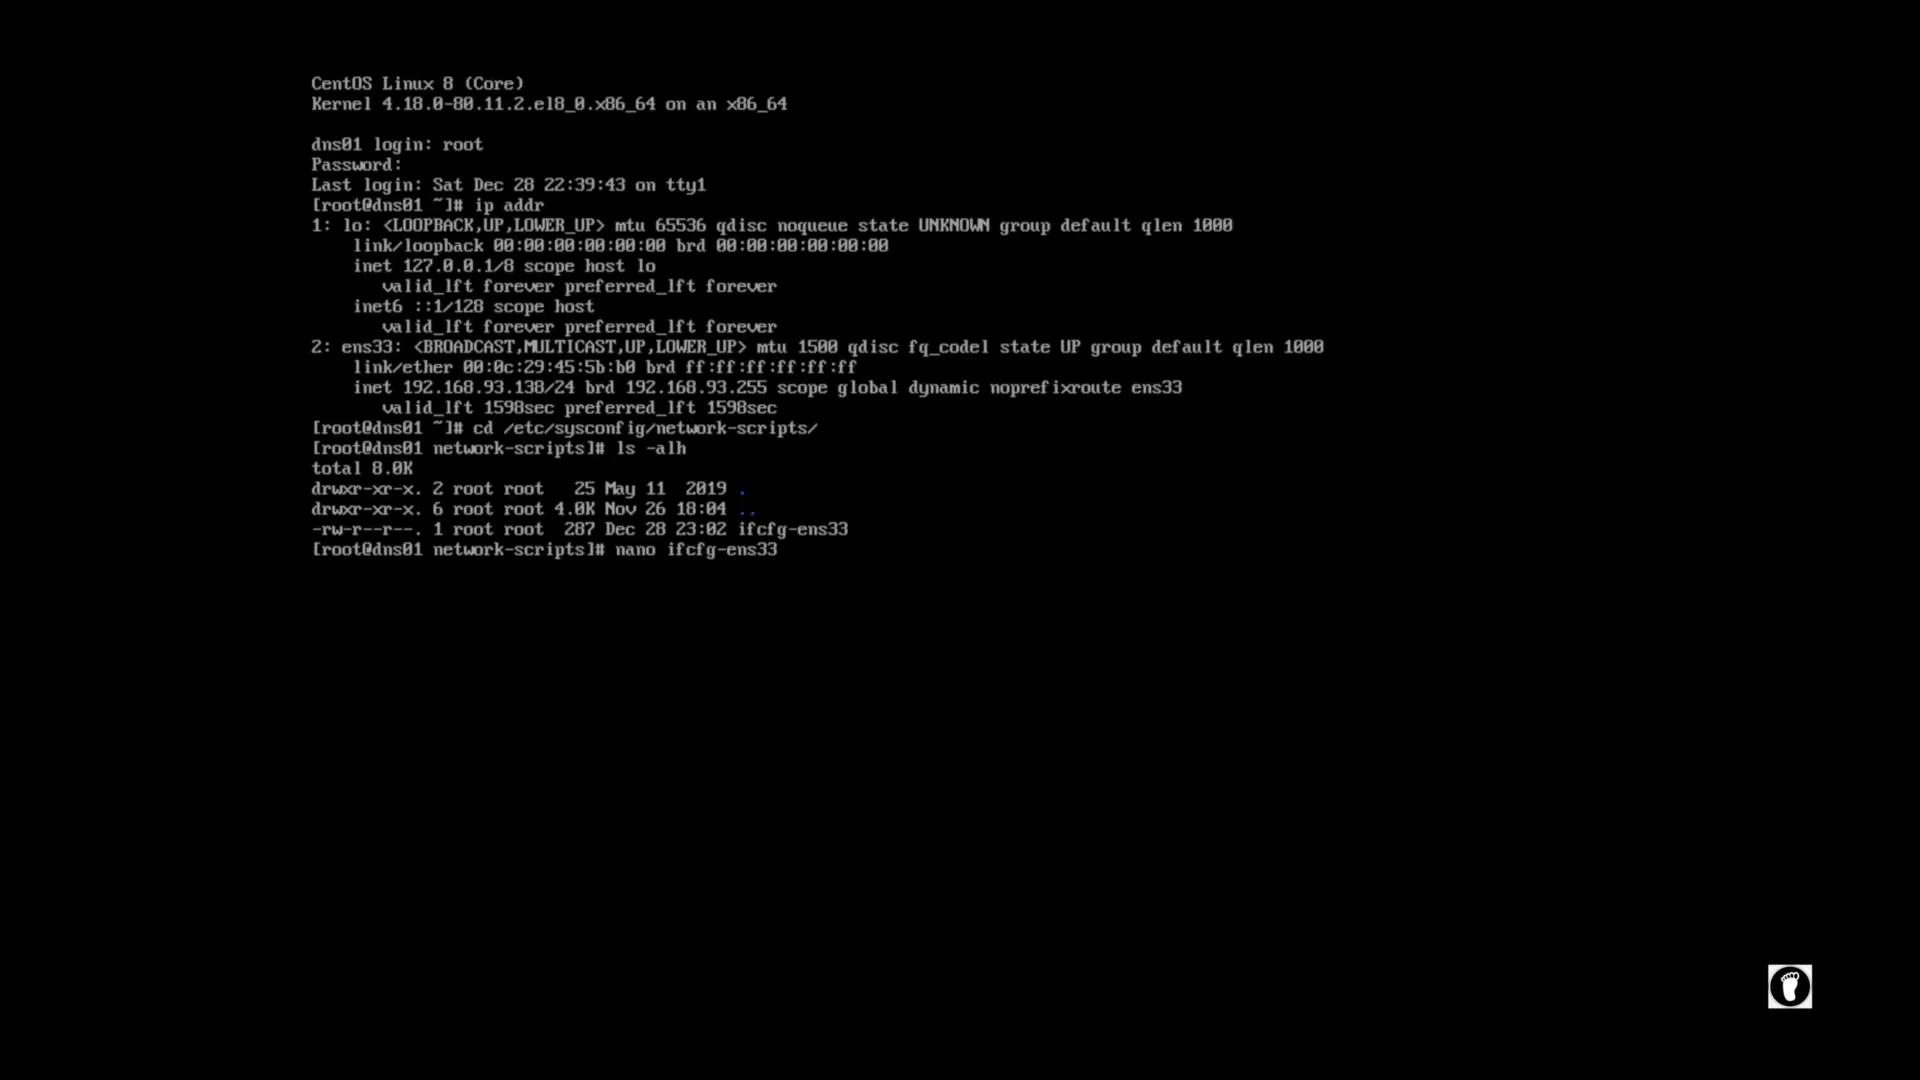 CentOS Linux 8 (Core)
Kernel 4.18.0-80.11.2.el8_0.x86_64 on an x86_64
dns01 login: root
Password:
Last login: Sat Dec 28 22:39:43 on tty1
[root@dns01 ~]# ip addr
1: lo: <LOOPBACK,UP,LOWER_UP> mtu 65536 qdisc noqueue state UNKNOWN group default qlen 1000
    link/loopback 00:00:00:00:00:00 brd 00:00:00:00:00:00
    inet 127.0.0.1/8 scope host lo
       valid_lft forever preferred_lft forever
    inet6 ::1/128 scope host
       valid_lft forever preferred_lft forever
2: ens33: <BROADCAST,MULTICAST,UP,LOWER_UP> mtu 1500 qdisc fq_codel state UP group default qlen 1000
    link/ether 00:0c:29:45:5b:b0 brd ff:ff:ff:ff:ff:ff
    inet 192.168.93.138/24 brd 192.168.93.255 scope global dynamic noprefixroute ens33
       valid_lft 1598sec preferred_lft 1598sec
[root@dns01 ~]# cd /etc/sysconfig/network-scripts/
[root@dns01 network-scripts]# ls -alh
total 8.0K
drwxr-xr-x. 2 root root   25 May 11  2019 .
drwxr-xr-x. 6 root root 4.0K Nov 26 18:04 ..
-rw-r--r--. 1 root root  287 Dec 28 23:02 ifcfg-ens33
[root@dns01 network-scripts]# nano ifcfg-ens33